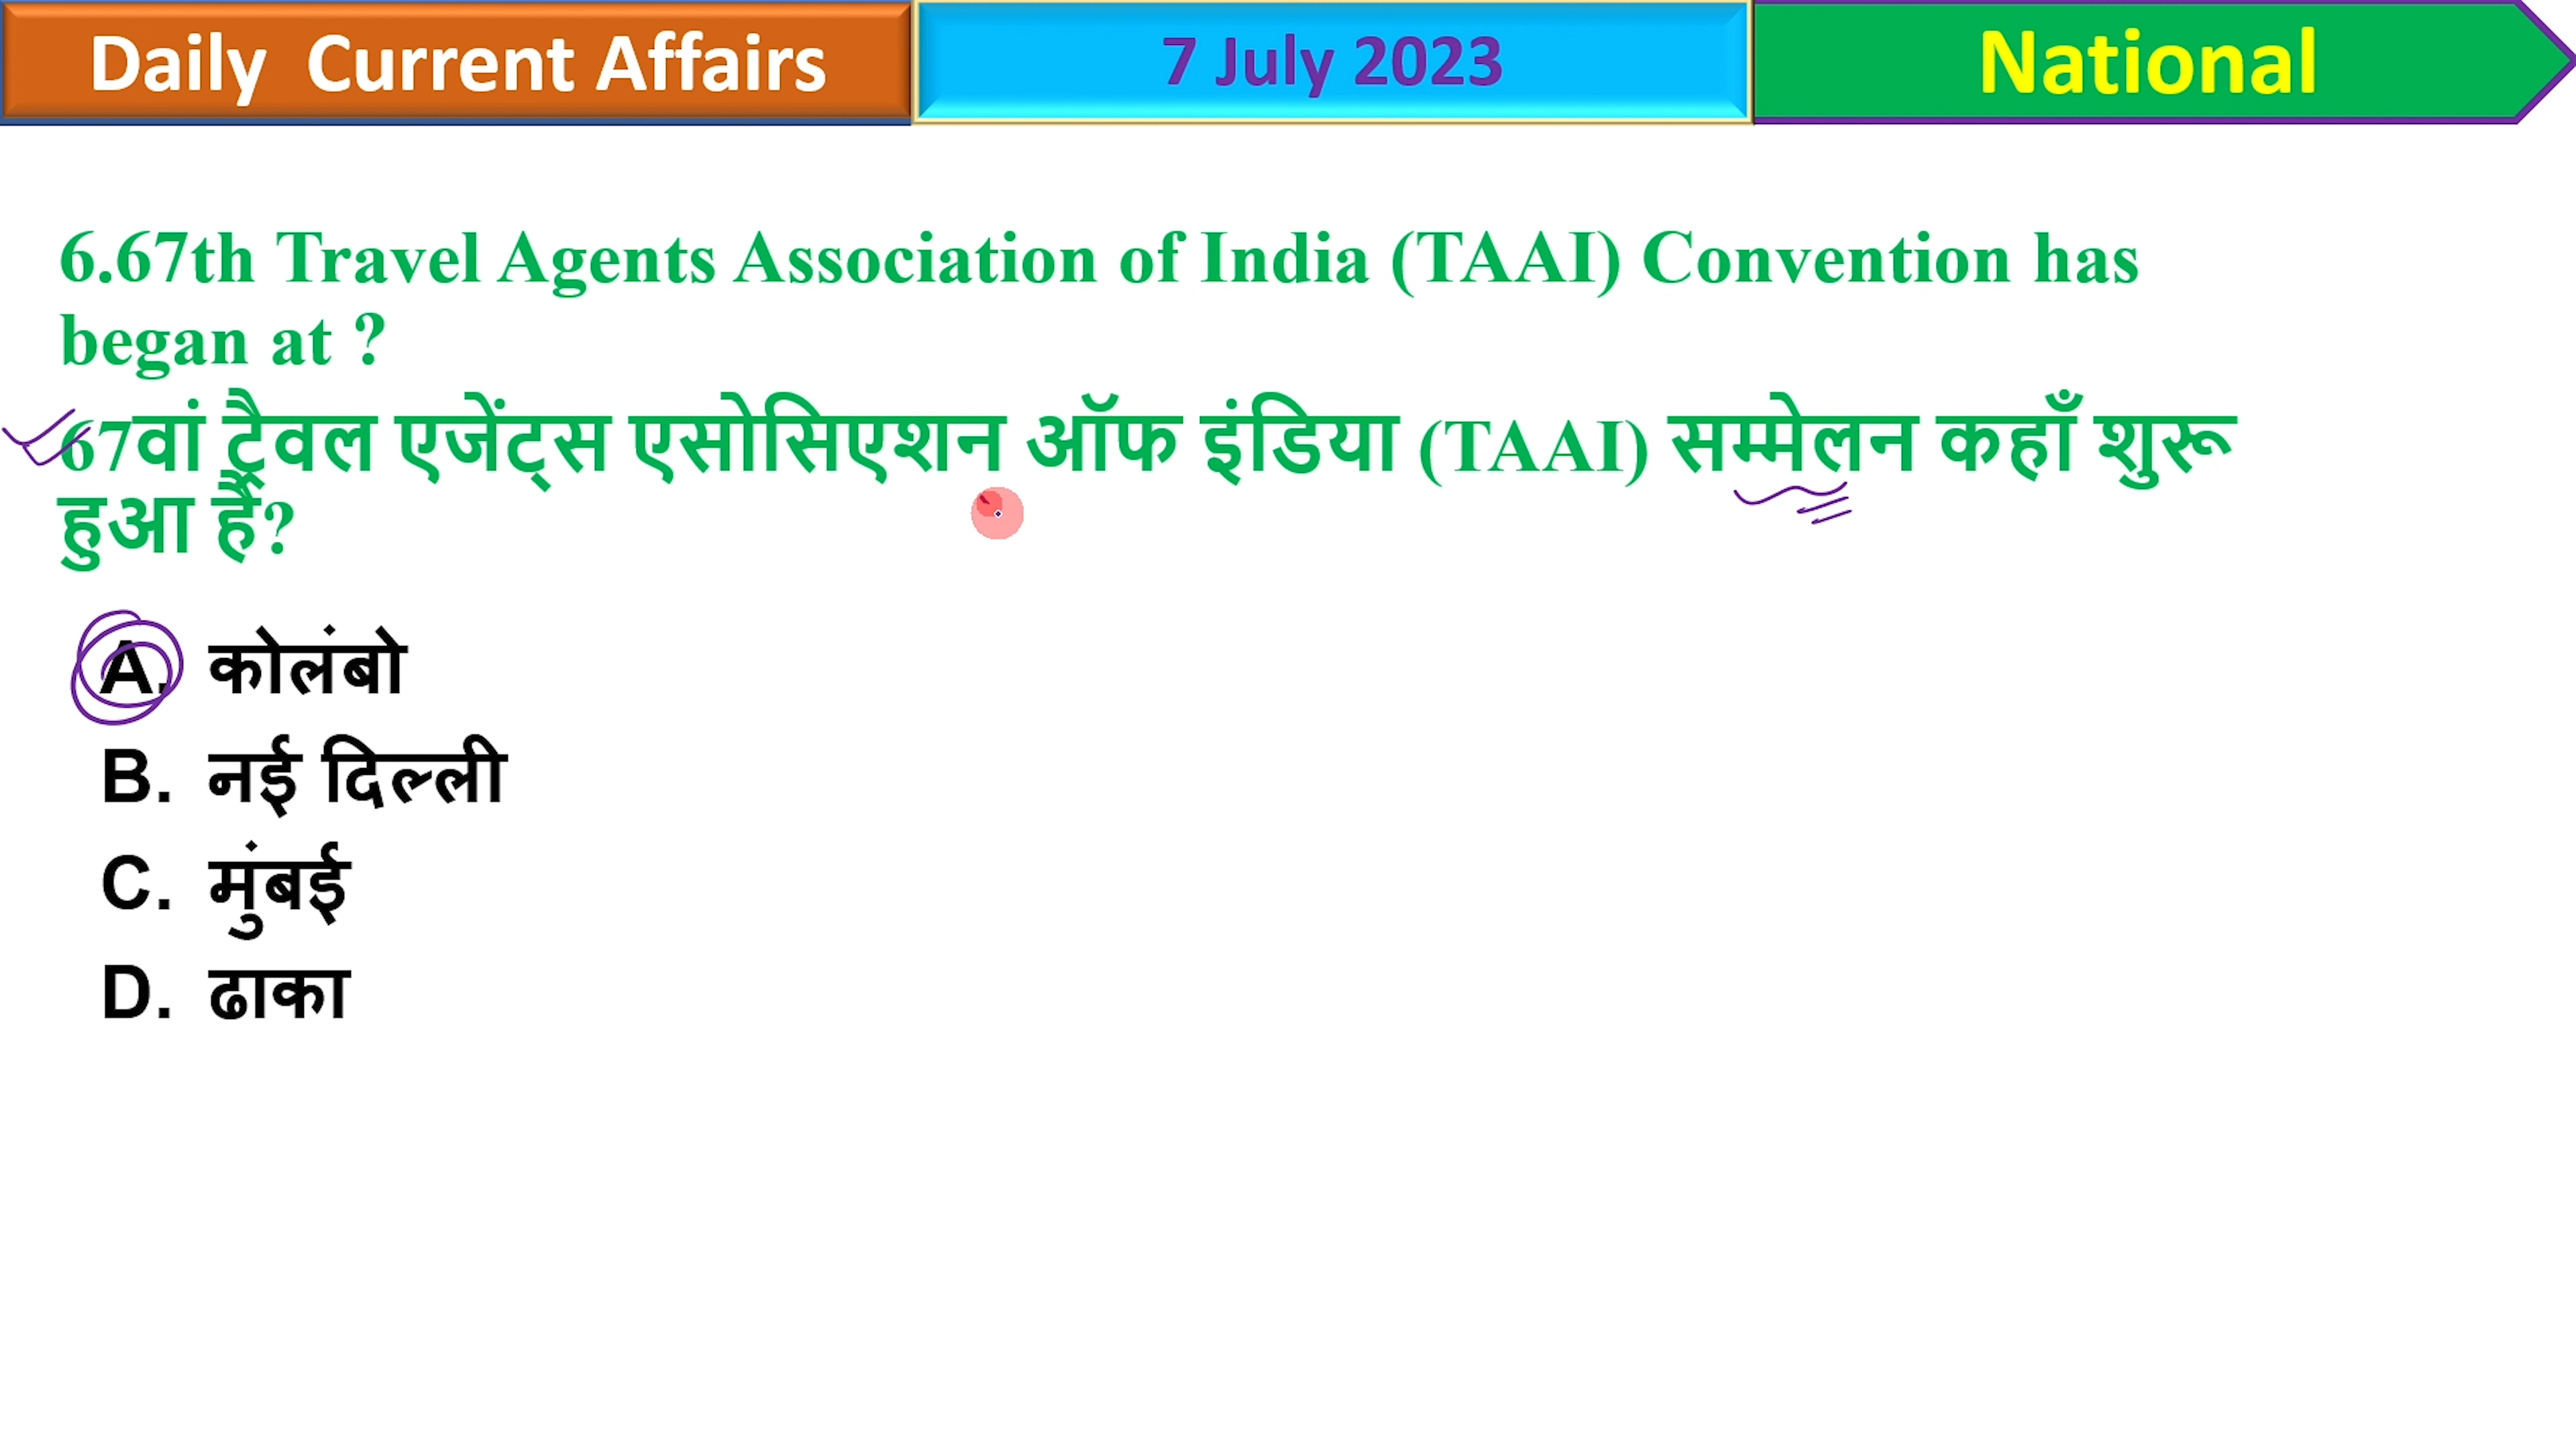 Daily Current Affairs
7 July 2023
National
6.67th Travel Agents Association of India (TAAI) Convention has
began at ?
67वां ट्रैवल एजेंट्स एसोसिएशन ऑफ इंडिया (TAAI) सम्मेलन कहाँ शुरू
हुआ है?
A. कोलंबो
B. नई दिल्ली
C. मुंबई
D. ढाका